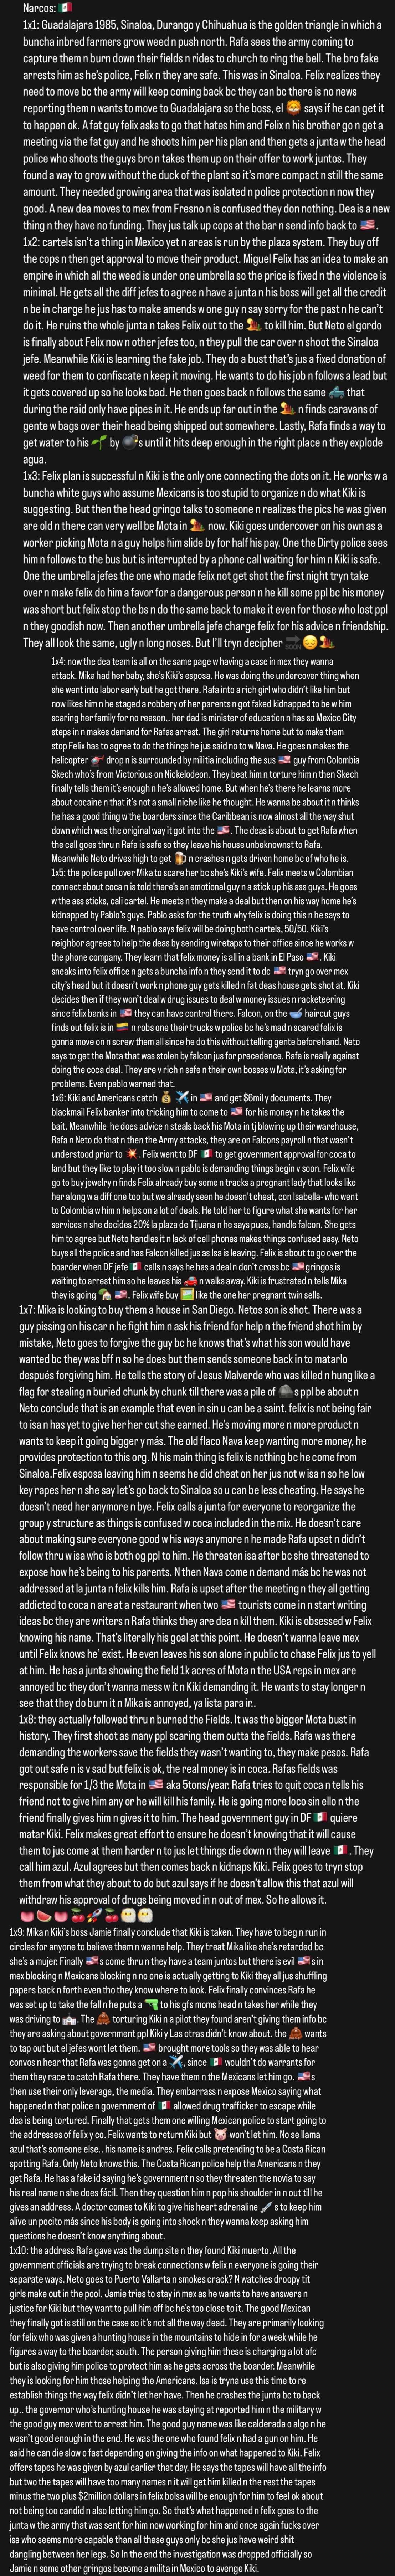 Narcos: 🇲🇽
1x1: Guadalajara 1985, Sinaloa, Durango y Chihuahua is the golden triangle in which a
buncha inbred farmers grow weed n push north. Rafa sees the army coming to
capture them n burn down their fields n rides to church to ring the bell. The bro fake
arrests him as he's police, Felix n they are safe. This was in Sinaloa. Felix realizes they
need to move bc the army will keep coming back bc they can bc there is no news
reporting them n wants to move to Guadalajara so the boss, el 🦁 says if he can get it
to happen ok. A fat guy felix asks to go that hates him and Felix n his brother go n get a
meeting via the fat guy and he shoots him per his plan and then gets a junta w the head
police who shoots the guys bro n takes them up on their offer to work juntos. They
found a way to grow without the duck of the plant so it's more compact n still the same
amount. They needed growing area that was isolated n police protection n now they
good. A new dea moves to mex from Fresno n is confused they do nothing. Dea is a new
thing n they have no funding. They jus talk up cops at the bar n send info back to 🇺🇸.
1x2: cartels isn't a thing in Mexico yet n areas is run by the plaza system. They buy off
the cops n then get approval to move their product. Miguel Felix has an idea to make an
empire in which all the weed is under one umbrella so the price is fixed n the violence is
minimal. He gets all the diff jefes to agree n have a junta n his boss will get all the credit
n be in charge he jus has to make amends w one guy n say sorry for the past n he can't
do it. He ruins the whole junta n takes Felix out to the 🏜 to kill him. But Neto el gordo
is finally about Felix now n other jefes too, n they pull the car over n shoot the Sinaloa
jefe. Meanwhile Kiki is learning the fake job. They do a bust that's jus a fixed donation of
weed for them to confiscate n keep it moving. He wants to do his job n follows a lead but
it gets covered up so he looks bad. He then goes back n follows the same 🚓 that
during the raid only have pipes in it. He ends up far out in the 🏜 n finds caravans of
gente w bags over their head being shipped out somewhere. Lastly, Rafa finds a way to
get water to his 🌱 by 💣s until it hits deep enough in the right place n they explode
agua.
1x3: Felix plan is successful n Kiki is the only one connecting the dots on it. He works w a
bunch a white guys who assume Mexicans is too stupid to organize n do what Kiki is
suggesting. But then the head gringo talks to someone n realizes the pics he was given
are old n there can very well be Mota in 🏜 now. Kiki goes undercover on his own as a
worker picking Mota n a guy helps him slide by for half his pay. One the Dirty police sees
him n follows to the bus but is interrupted by a phone call waiting for him n Kiki is safe.
One the umbrella jefes the one who made felix not get shot the first night tryn take
over n make felix do him a favor for a dangerous person n he kill some ppl bc his money
was short but felix stop the bs n do the same back to make it even for those who lost ppl
n they goodish now. Then another umbrella jefe charge felix for his advice n friendship.
They all look the same, ugly n long noses. But I'll tryn decipher 🔜😔🏜
1x4: now the dea team is all on the same page w having a case in mex they wanna
attack. Mika had her baby, she's Kiki's esposa. He was doing the undercover thing when
she went into labor early but he got there. Rafa into a rich girl who didn't like him but
now likes him n staged a robbery of her parents n got faked kidnapped to be w him
scaring her family for no reason.. her dad is minister of education n has so Mexico City
steps in n makes demand for Rafas arrest. The girl returns home but to make them
stop Felix has to agree to do the things he jus said no to w Nava. He goes n makes the
helicopter 🚁 drop n is surrounded by militia including the sus 🇺🇸 guy from Colombia
Skech who's from Victorious on Nickelodeon. They beat him n torture him n then Skech
finally tells them it's enough n he's allowed home. But when he's there he learns more
about cocaine n that it's not a small niche like he thought. He wanna be about it n thinks
he has a good thing w the boarders since the Caribbean is now almost all the way shut
down which was the original way it got into the 🇺🇸. The deas is about to get Rafa when
the call goes thru n Rafa is safe so they leave his house unbeknownst to Rafa.
Meanwhile Neto drives high to get 🍺 n crashes n gets driven home bc of who he is.
1x5: the police pull over Mika to scare her bc she's Kiki's wife. Felix meets w Colombian
connect about coca n is told there's an emotional guy n a stick up his ass guys. He goes
w the ass sticks, cali cartel. He meets n they make a deal but then on his way home he's
kidnapped by Pablo's guys. Pablo asks for the truth why felix is doing this n he says to
have control over life. N pablo says felix will be doing both cartels, 50/50. Kiki's
neighbor agrees to help the deas by sending wiretaps to their office since he works w
the phone company. They learn that felix money is all in a bank in El Paso 🇺🇸. Kiki
sneaks into felix office n gets a buncha info n they send it to dc 🇺🇸 tryn go over mex
city's head but it doesn't work n phone guy gets killed n fat deas house gets shot at. Kiki
decides then if they won't deal w drug issues to deal w money issues n racketeering
since felix banks in 🇺🇸 they can have control there. Falcon, on the 🥣 haircut guys
finds out felix is in 🇨🇴 n robs one their trucks w police bc he's mad n scared felix is
gonna move on n screw them all since he do this without telling gente beforehand. Neto
says to get the Mota that was stolen by falcon jus for precedence. Rafa is really against
doing the coca deal. They are v rich n safe n their own bosses w Mota, it's asking for
problems. Even pablo warned that.
1x6: Kiki and Americans catch 💰✈️ in 🇺🇸 and get $6mil y documents. They
blackmail Felix banker into tricking him to come to 🇺🇸 for his money n he takes the
bait. Meanwhile he does advice n steals back his Mota in tj blowing up their warehouse,
Rafa n Neto do that n then the Army attacks, they are on Falcons payroll n that wasn't
understood prior to 💥. Felix went to DF 🇲🇽 to get government approval for coca to
land but they like to play it too slow n pablo is demanding things begin v soon. Felix wife
go to buy jewelry n finds Felix already buy some n tracks a pregnant lady that looks like
her along w a diff one too but we already seen he doesn't cheat, con Isabella- who went
to Colombia w him n helps on a lot of deals. He told her to figure what she wants for her
services n she decides 20% la plaza de Tijuana n he says pues, handle falcon. She gets
him to agree but Neto handles it n lack of cell phones makes things confused easy. Neto
buys all the police and has Falcon killed jus as Isa is leaving. Felix is about to go over the
boarder when DF jefe 🇲🇽 calls n says he has a deal n don't cross bc 🇺🇸gringos is
waiting to arrest him so he leaves his 🚗 n walks away. Kiki is frustrated n tells Mika
they is going 🏡 🇺🇸. Felix wife buy 🖼 like the one her pregnant twin sells.
1x7: Mika is looking to buy them a house in San Diego. Netos son is shot. There was a
guy pissing on his car n he fight him n ask his friend for help n the friend shot him by
mistake, Neto goes to forgive the guy bc he knows that's what his son would have
wanted bc they was bff n so he does but them sends someone back in to matarlo
después forgiving him. He tells the story of Jesus Malverde who was killed n hung like a
flag for stealing n buried chunk by chunk till there was a pile of 🪨s ppl be about n
Neto conclude that is an example that even in sin u can be a saint. felix is not being fair
to isa n has yet to give her her cut she earned. He's moving more n more product n
wants to keep it going bigger y más. The old flaco Nava keep wanting more money, he
provides protection to this org. N his main thing is felix is nothing bc he come from
Sinaloa.Felix esposa leaving him n seems he did cheat on her jus not w isa n so he low
key rapes her n she say let's go back to Sinaloa so u can be less cheating. He says he
doesn't need her anymore n bye. Felix calls a junta for everyone to reorganize the
group y structure as things is confused w coca included in the mix. He don't care
about making sure everyone good w his ways anymore n he made Rafa upset n didn't
follow thru w isa who is both og ppl to him. He threaten isa after bc she threatened to
expose how he's being to his parents. N then Nava come n demand más bc he was not
addressed at la junta n felix kills him. Rafa is upset after the meeting n they all getting
addicted to coca n are at a restaurant when two 🇺🇸 tourists come in n start writing
ideas bc they are writers n Rafa thinks they are dea n kill them. Kiki is obsessed w Felix
knowing his name. That's literally his goal at this point. He doesn't wanna leave mex
until Felix knows he' exist. He even leaves his son alone in public to chase Felix jus to yell
at him. He has a junta showing the field 1k acres of Mota n the USA reps in mex are
annoyed bc they don't wanna mess w it n Kiki demanding it. He wants to stay longer n
see that they do burn it n Mika is annoyed, ya lista para ir..
1x8: they actually followed thru n burned the Fields. It was the bigger Mota bust in
history. They first shoot as many ppl scaring them out the fields. Rafa was there
demanding the workers save the fields they wasn't wanting to, they make pesos. Rafa
got out safe n is v sad but felix is ok, the real money is in coca. Rafas fields was
responsible for 1/3 the Mota in 🇺🇸 aka 5tons/year. Rafa tries to quit coca n tells his
friend not to give him any or he will kill his family. He is going more loco sin ello n the
friend finally gives him n gives it to him. The head government guy in DF 🇲🇽 quiere
matar Kiki. Felix makes great effort to ensure he doesn't knowing that it will cause
them to jus come at them harder n to jus let things die down n they will leave 🇲🇽. They
call him azul. Azul agrees but then comes back n kidnaps Kiki. Felix goes to tryn stop
them from what they about to do but azul says if he doesn't allow this that azul will
withdraw his approval of drugs being moved in n out of mex. So he allows it.
👅🍉👅🍒🚀🍒😬😬
1x9: Mika n Kiki's boss Jamie finally conclude that Kiki is taken. They have to beg n run in
circles for anyone to believe them n wanna help. They treat Mika like she's retarded bc
she's a mujer. Finally 🇺🇸s come thru n they have two juntas but there is evil 🇺🇸s in
mex blocking n Mexicans blocking n no one is actually getting to Kiki they all jus shuffling
papers back n forth even tho they know where to look. Felix finally convinces Rafa he
was set up to take the fall n he put a 🔫 to his gfs moms head n takes her while they
was driving to ⛪. The 💩 torturing Kiki n after they found aren't giving them info bc
they are asking about government ppl Kiki y Las otras didn't know about. the 💩 wants
to tap out but el jefes wont let them. 🇺🇸 brought more tools so they was able to hear
convos n hear that Rafa was gonna get on a ✈️, since 🇲🇽 wouldn't do warrants for
them they race to catch Rafa there. They have them n the Mexicans let him go. 🇺🇸s
then use their only leverage, the media. They embarrass n expose Mexico saying what
happened n that police n government of 🇲🇽 allowed drug trafficker to escape while
dea is being tortured. Finally that gets them one willing Mexican police to start going to
the addresses of felix y co. Felix wants to return Kiki but 🐷 won't let him. No se llama
azul that's someone else.. his name is andres. Felix calls pretending to be a Costa Rican
spotting Rafa. Only Neto knows this. The Costa Rican police help the Americans n they
get Rafa. He has a fake id saying he's government n so they threaten the novia to say
his real name n she does fácil. Then they question him n pop his shoulder in n out till he
gives an address. A doctor comes to Kiki to give his heart adrenaline 💉s to keep him
alive un pocito más since his body is going into shock n they wanna keep asking him
questions he doesn't know anything about.
1x10: the address Rafa gave was the dump site n they found Kiki muerto. All the
government officials are trying to break connections w felix n everyone is going their
separate ways. Neto goes to Puerto Vallarta n smokes crack? N watches droopy tit
girls make out in the pool. Jamie tries to stay in mex as he wants to have answers n
justice for Kiki but they want to pull him off bc he's too close to it. The good Mexican
they finally got is still on the case so it's not all the way dead. They are primarily looking
for felix who was given a hunting house in the mountains to hide in for a week while he
figures a way to the boarder, south. The person giving him these is charging a lot ofc
but is also giving him police to protect him as he gets across the boarder. Meanwhile
they is looking for him those helping the Americans. Isa is tryna use this time to re
establish things the way felix didn't let her have. Then he crashes the junta bc to back
up.. the governor who's hunting house he was staying at reported him n the military w
the good guy mex went to arrest him. The good guy name was like calderada o algo n he
wasn't good enough in the end. He was the one who found felix n had a gun on him. He
said he can die slow o fast depending on giving the info on what happened to Kiki. Felix
offers tapes he was given by azul earlier that day. He says the tapes will have all the info
but two the tapes will have too many names n it will get him killed n the rest the tapes
minus the two plus $2million dollars in felix bolsa will be enough for him to feel ok about
not being too candid n also letting him go. So that's what happened n felix goes to the
junta w the army that was sent for him now working for him and once again fucks over
isa who seems more capable than all these guys only bc she jus have weird shit
dangling between her legs. So In the end the investigation was dropped officially so
Jamie n some other gringos become a milita in Mexico to avenge Kiki.